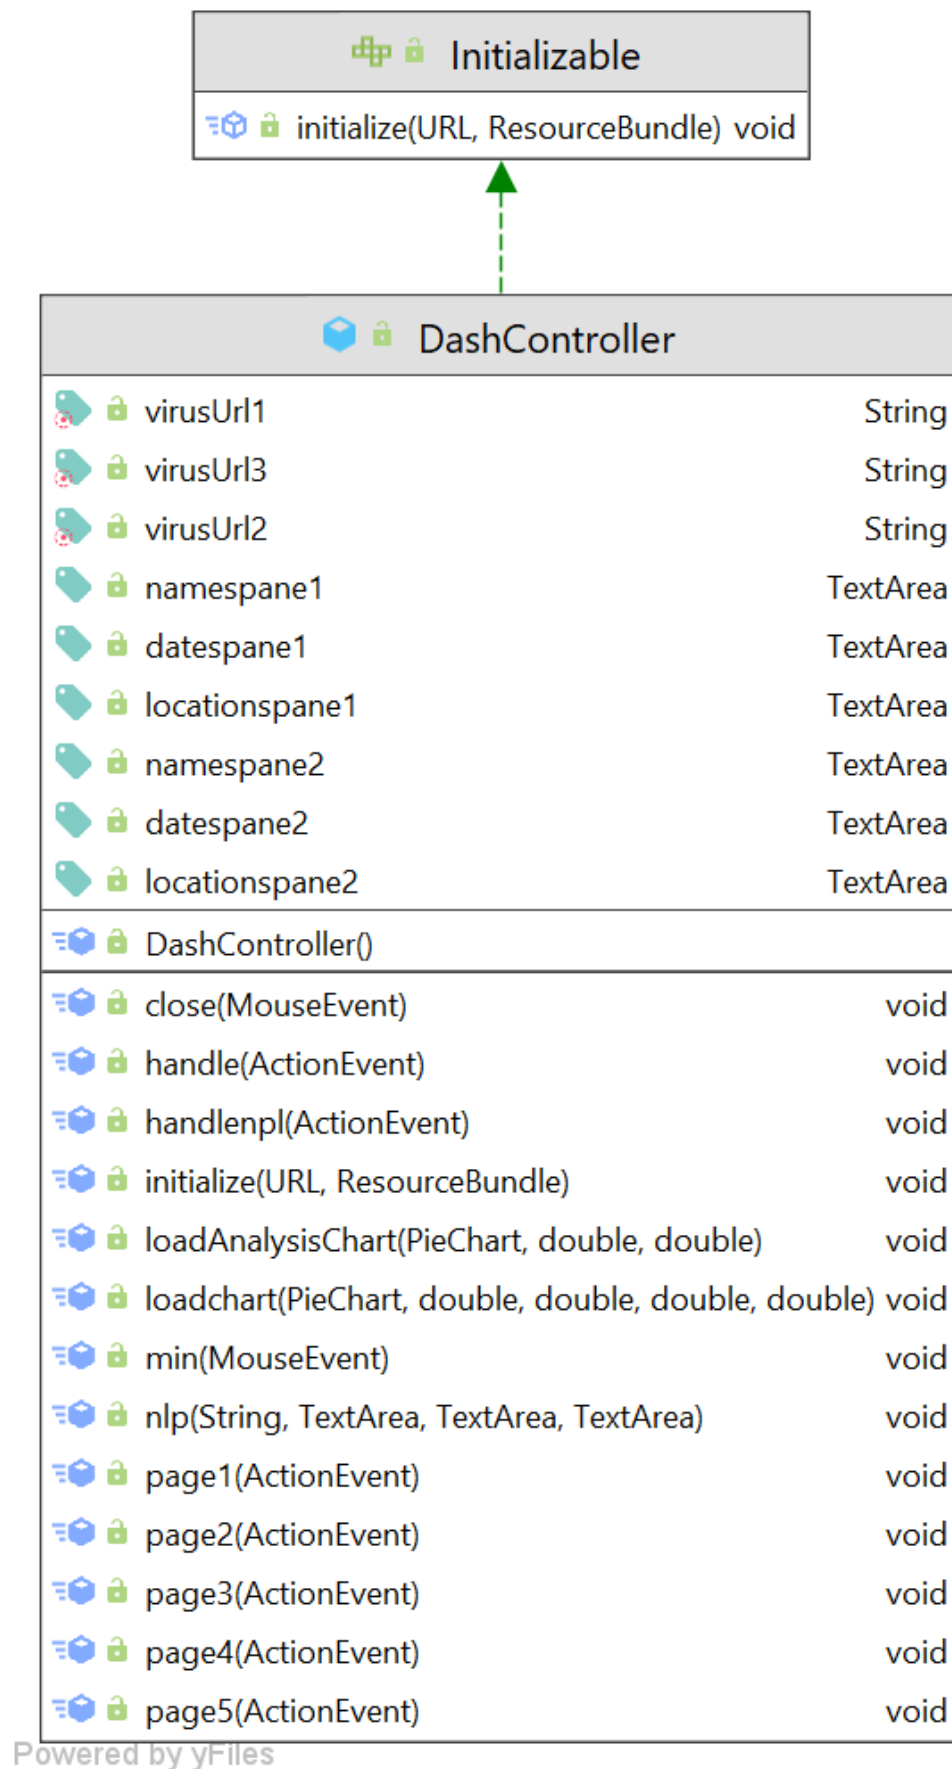 Initializable
initialize(URL, ResourceBundle) void
DashController
virusUrl1 String
virusUrl3 String
virusUrl2 String
namespane1 TextArea
datespane1 TextArea
locationspane1 TextArea
namespane2 TextArea
datespane2 TextArea
locationspane2 TextArea
DashController()
close(MouseEvent) void
handle(ActionEvent) void
handlenpl(ActionEvent) void
initialize(URL, ResourceBundle) void
loadAnalysisChart(PieChart, double, double) void
loadchart(PieChart, double, double, double, double) void
min(MouseEvent) void
nlp(String, TextArea, TextArea, TextArea) void
page1(ActionEvent) void
page2(ActionEvent) void
page3(ActionEvent) void
page4(ActionEvent) void
page5(ActionEvent) void
Powered by yFiles